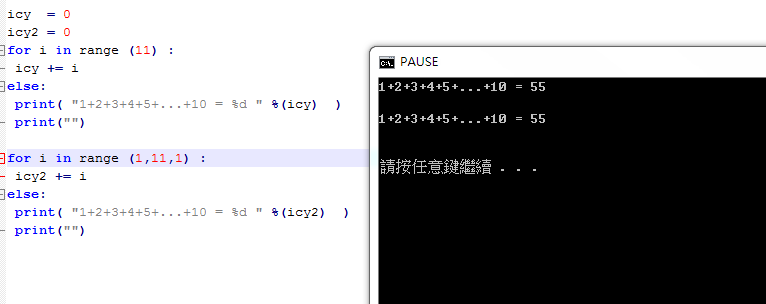 icy  = 0
icy2 = 0
for i in range (11) :
 icy += i
else:
 print( "1+2+3+4+5+...+10 = %d " %(icy)  )
 print("")
for i in range (1,11,1) :
 icy2 += i
else:
 print( "1+2+3+4+5+...+10 = %d " %(icy2)  )
 print("")
C:\. PAUSE
1+2+3+4+5+...+10 = 55
1+2+3+4+5+...+10 = 55
請按任意鍵繼續 . . .